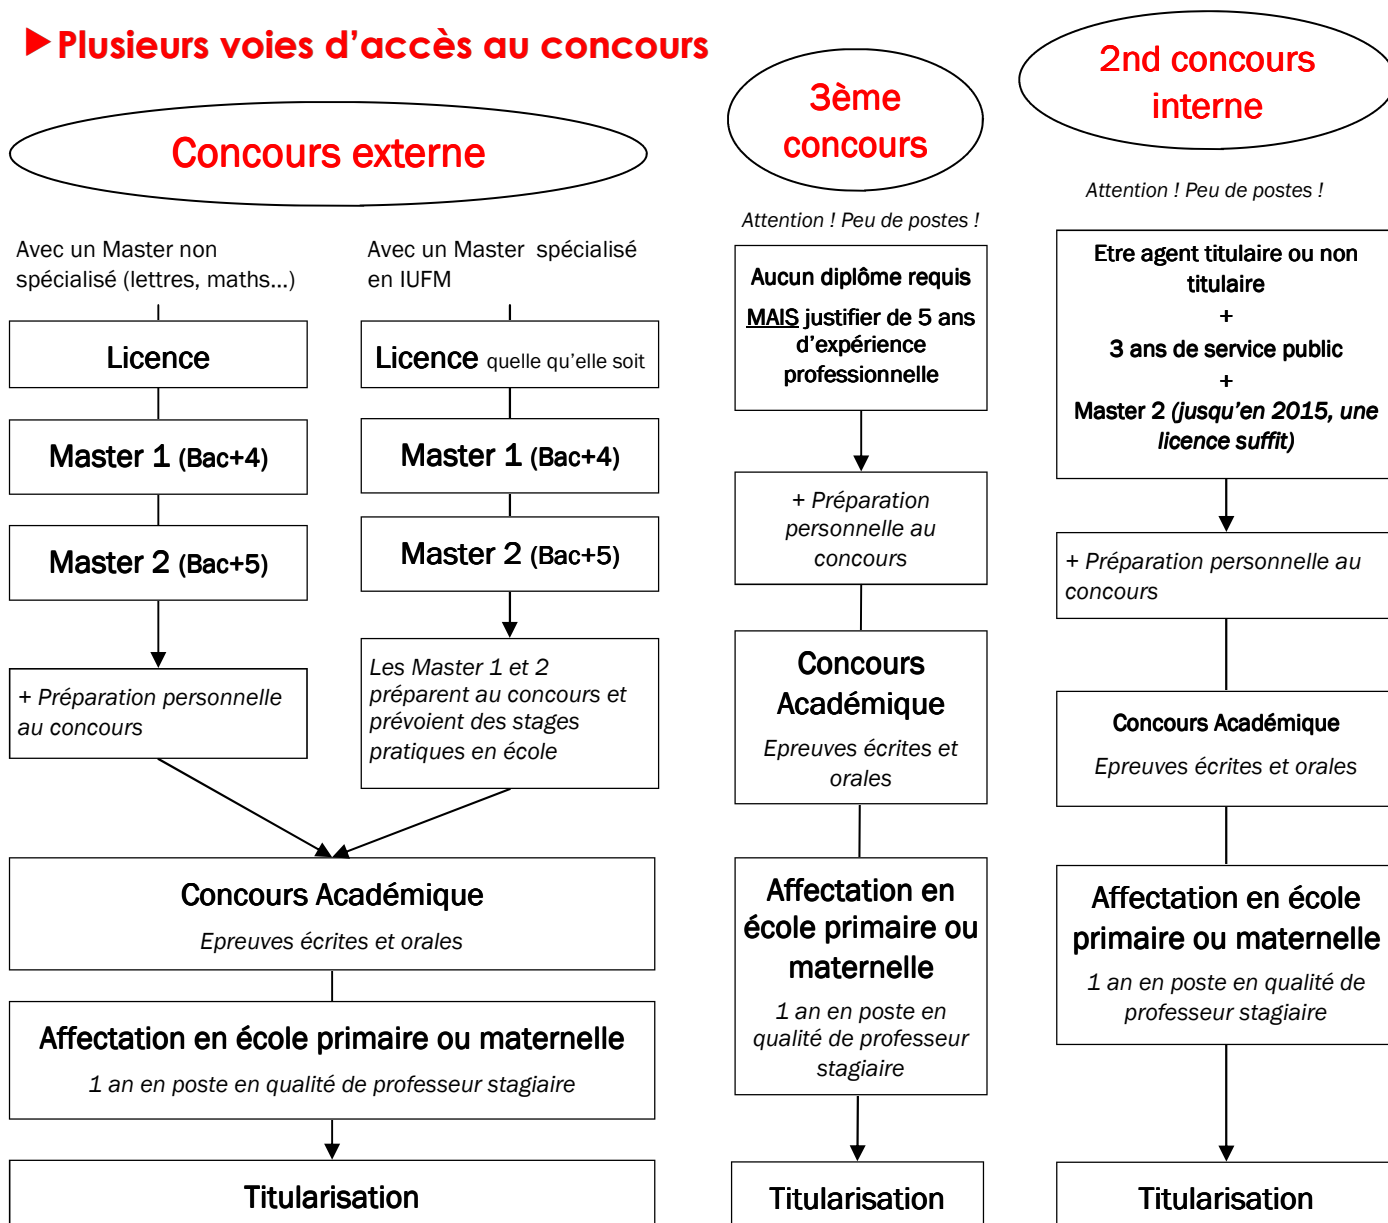 ▶Plusieurs voies d'accès au concours
Concours externe
Avec un Master non
spécialisé (lettres, maths...)
Licence
Master 1 (Bac+4)
Master 2 (Bac+5)
+ Préparation personnelle
au concours
Avec un Master spécialisé
en IUFM
Licence quelle qu'elle soit
Master 1 (Bac+4)
Master 2 (Bac+5)
Les Master 1 et 2
préparent au concours et
prévoient des stages
pratiques en école
Concours Académique
Epreuves écrites et orales
Affectation en école primaire ou maternelle
1 an en poste en qualité de professeur stagiaire
Titularisation
3ème
concours
Attention ! Peu de postes !
Aucun diplôme requis
MAIS justifier de 5 ans
d'expérience
professionnelle
+ Préparation
personnelle au
concours
Concours
Académique
Epreuves écrites et
orales
Affectation en
école primaire ou
maternelle
1 an en poste en
qualité de professeur
stagiaire
Titularisation
2nd concours
interne
Attention ! Peu de postes !
Etre agent titulaire ou non
titulaire
+
3 ans de service public
+
Master 2 (jusqu'en 2015, une
licence suffit)
+ Préparation personnelle au
concours
Concours Académique
Epreuves écrites et orales
Affectation en école
primaire ou maternelle
1 an en poste en qualité de
professeur stagiaire
Titularisation